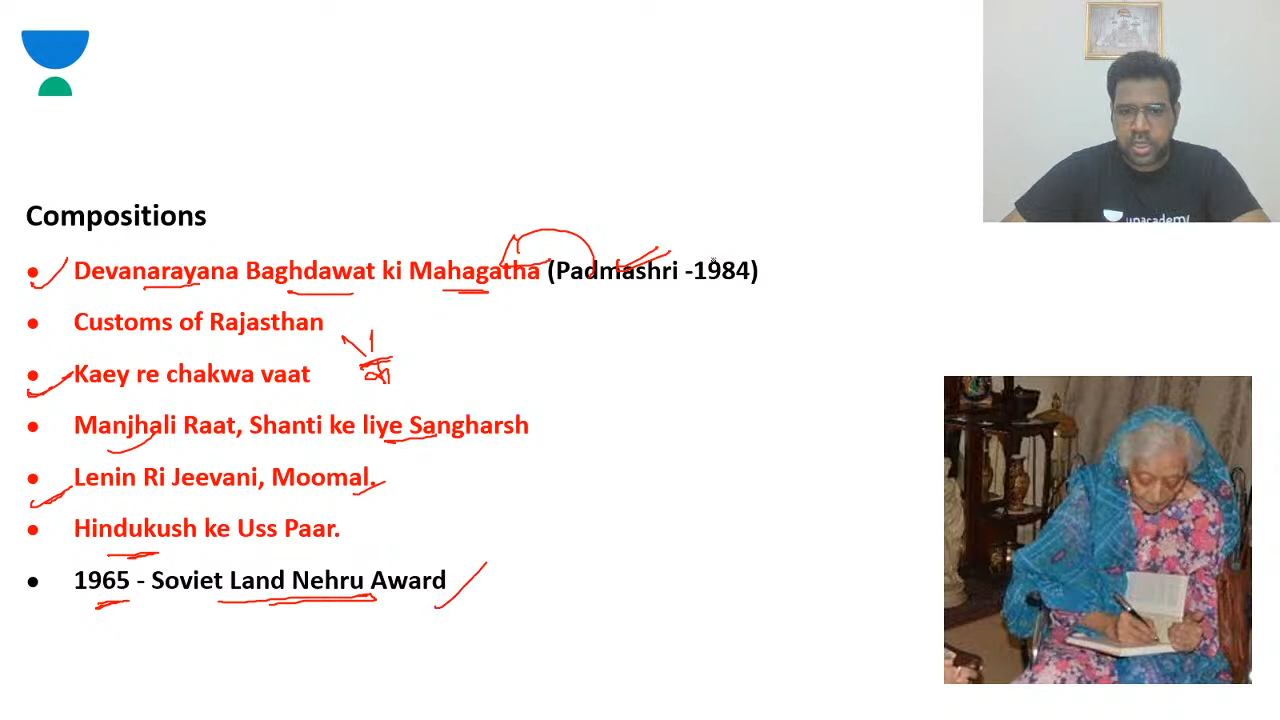 Compositions
• Devanarayana Baghdawat ki Mahagatha (Padmashri -1984)
• Customs of Rajasthan
• Kaey re chakwa vaat
• Manjhali Raat, Shanti ke liye Sangharsh
• Lenin Ri Jeevani, Moomal.
• Hindukush ke Uss Paar.
• 1965 - Soviet Land Nehru Award
unacademy